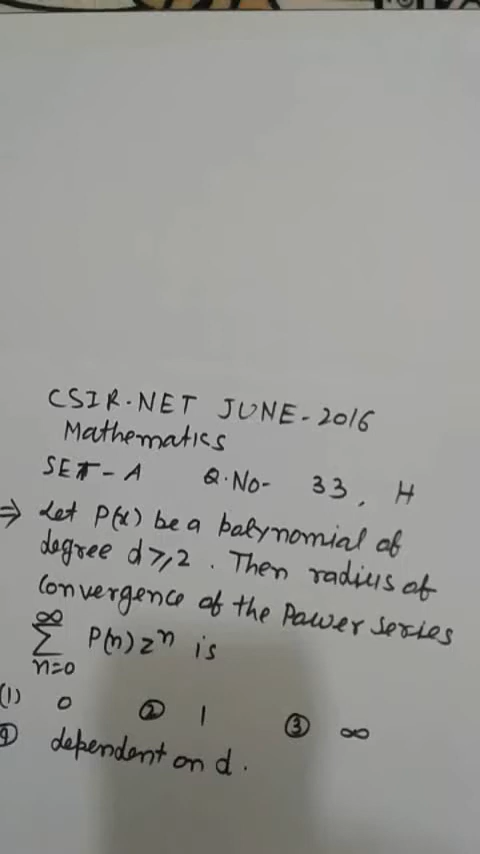 CSIR-NET JUNE-2016
Mathematics
SET-A Q.No- 33, H
⇒ Let P(x) be a polynomial of
degree d≥2. Then radius of
convergence of the Power series
∞
∑ P(n)zⁿ is
n=0
(1) 0 ② 1 ③ ∞
④ dependent on d.